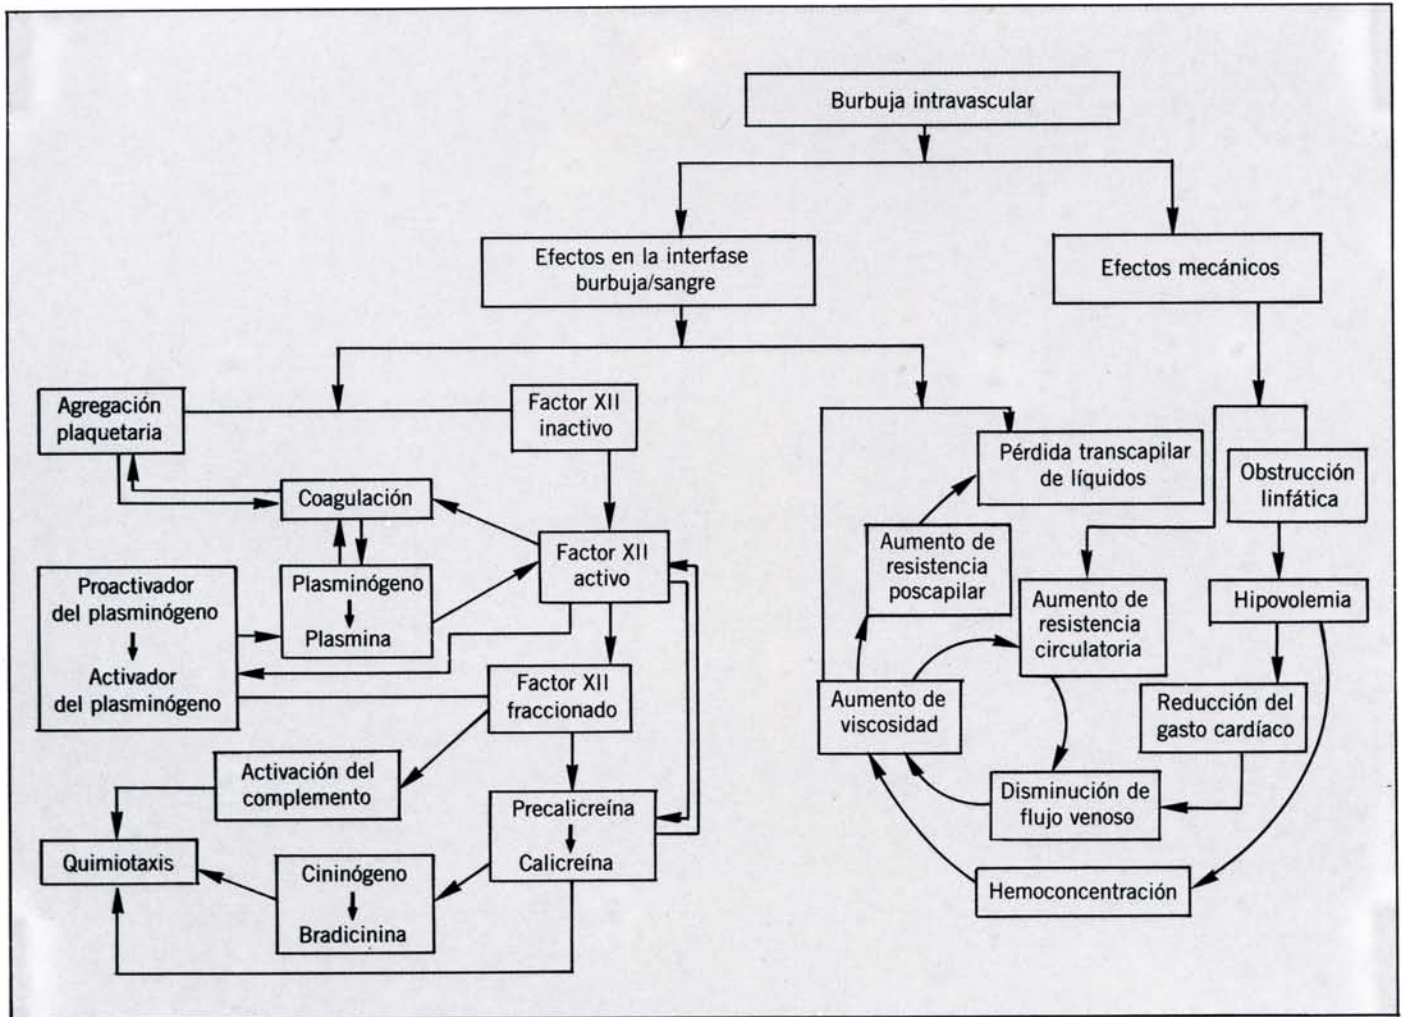 Burbuja intravascular
Efectos en la interfase
burbuja/sangre
Efectos mecánicos
Agregación
plaquetaria
Factor XII
inactivo
Coagulación
Factor XII
activo
Proactivador
del plasminógeno
Activador
del plasminógeno
Plasminógeno
Plasmina
Factor XII
fraccionado
Activación del
complemento
Precalicreína
Calicreína
Quimiotaxis
Cininógeno
Bradicinina
Pérdida transcapilar
de líquidos
Obstrucción
linfática
Aumento de
resistencia
poscapilar
Aumento de
resistencia
circulatoria
Hipovolemia
Aumento de
viscosidad
Reducción del
gasto cardíaco
Disminución de
flujo venoso
Hemoconcentración